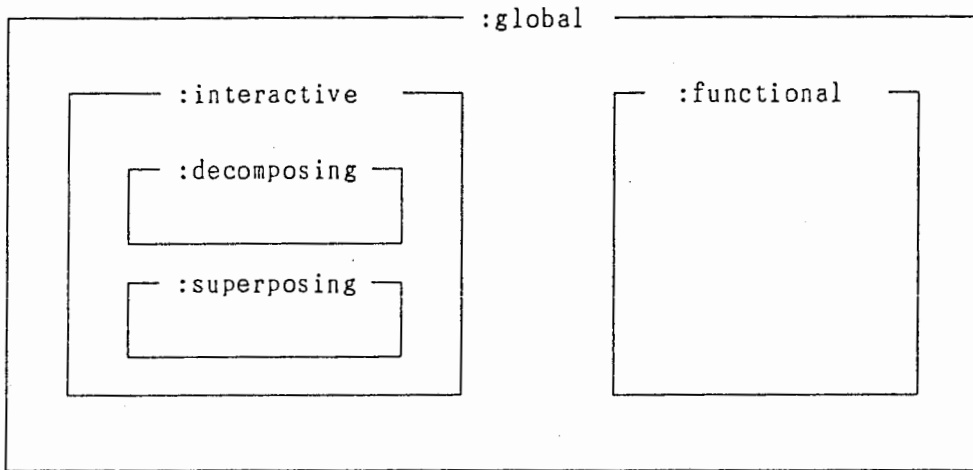 :global
:interactive :functional
:decomposing
:superposing